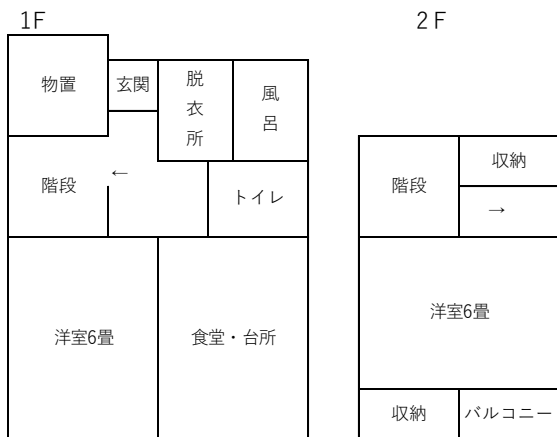 1F
2F
物置
玄関
脱衣所
風呂
階段
←
トイレ
洋室6畳
食堂・台所
階段
収納
→
洋室6畳
収納
バルコニー